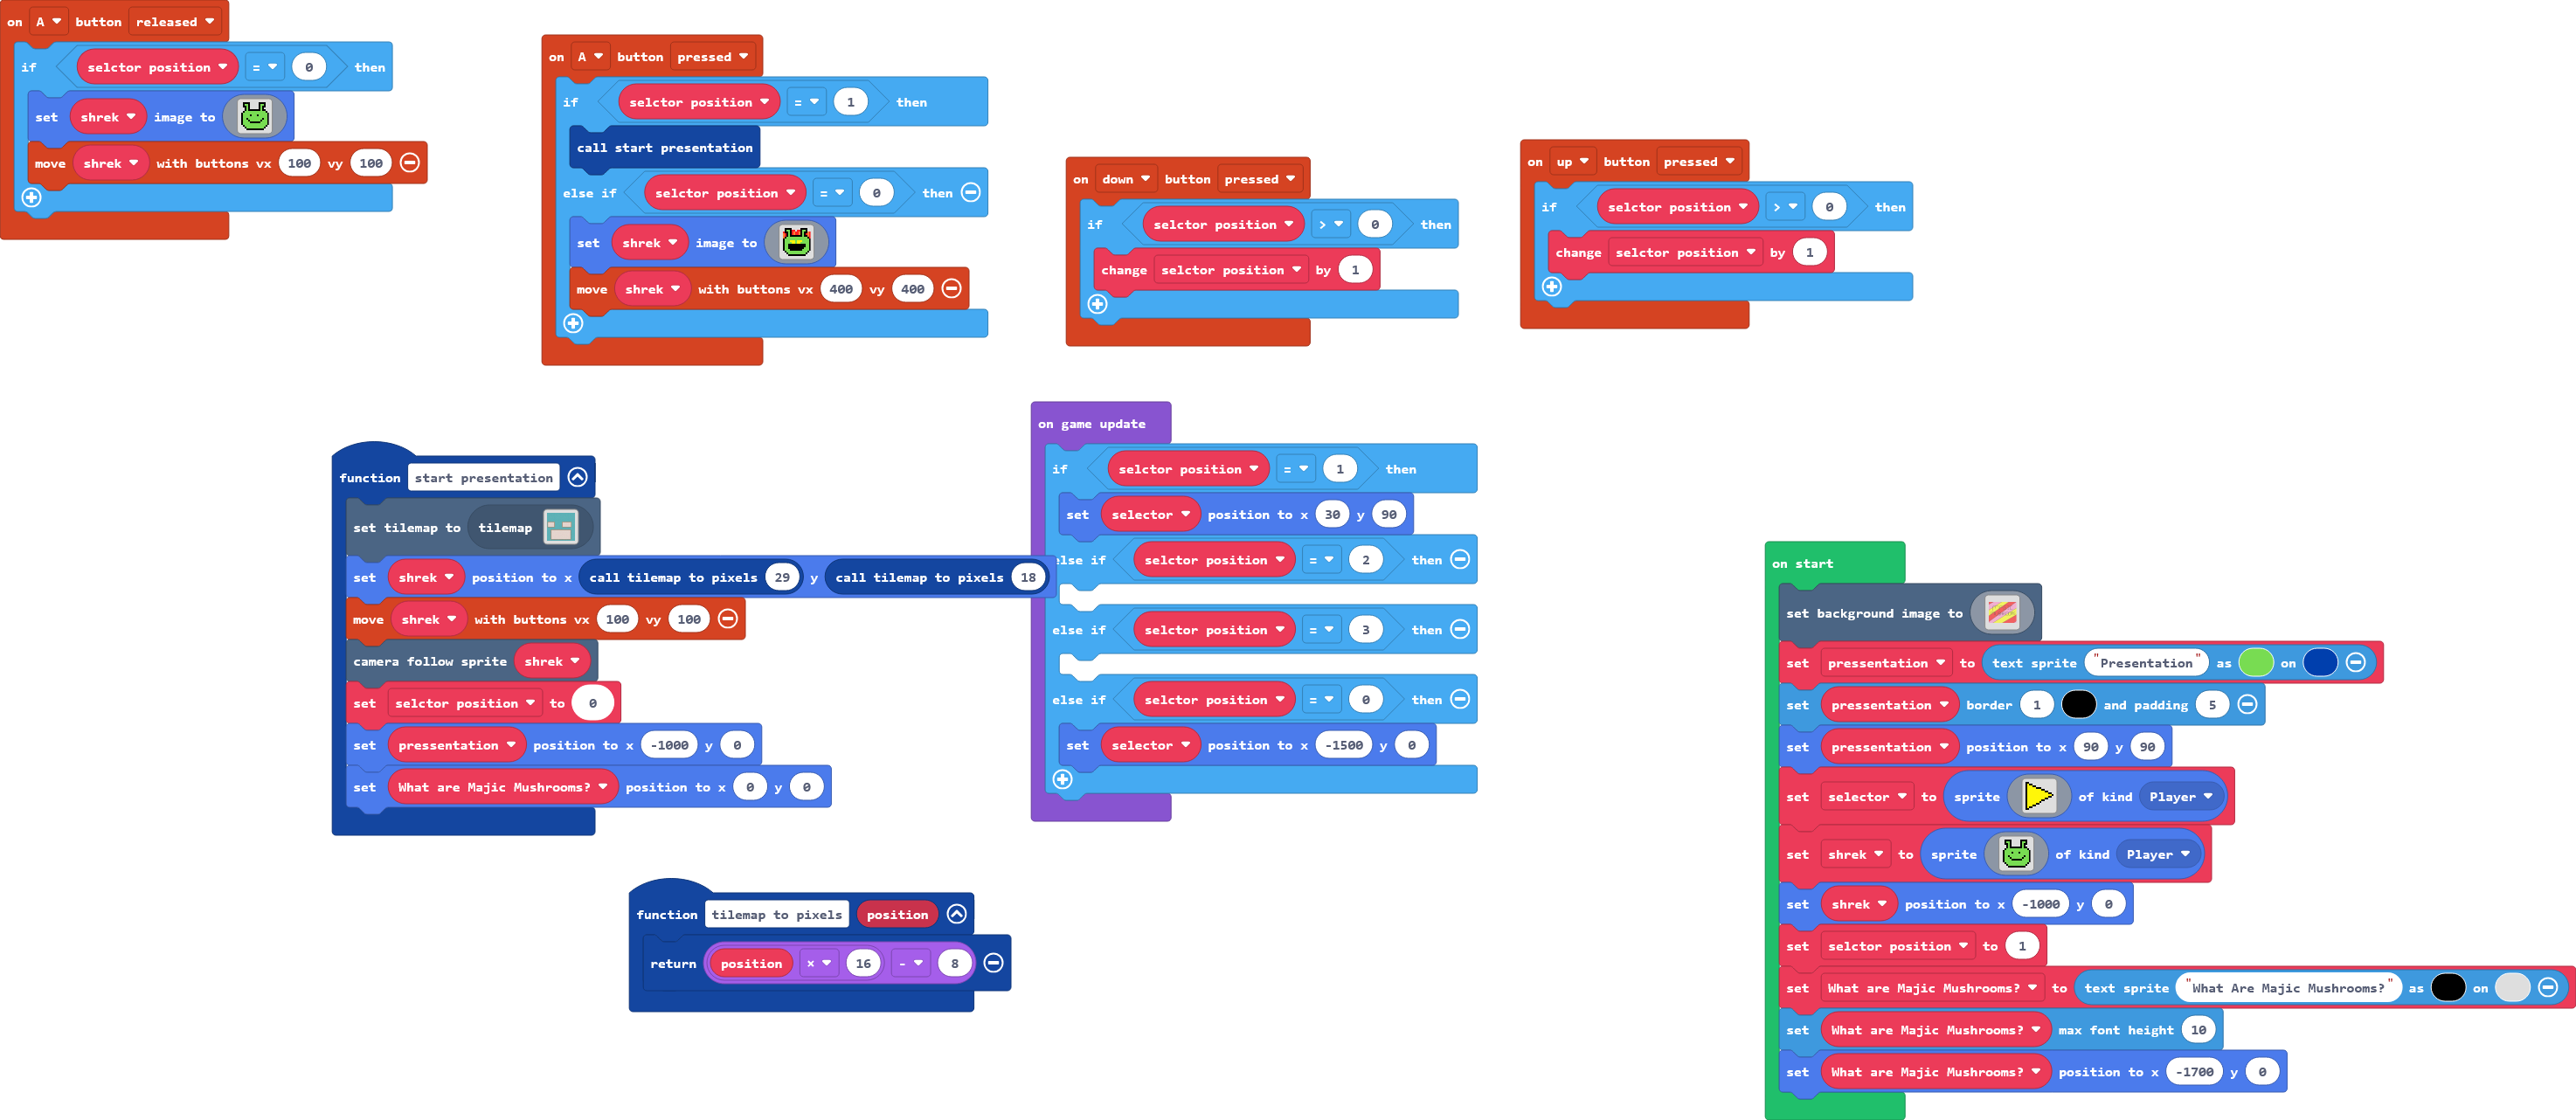 on A button released
if selctor position = 0 then
set shrek image to
move shrek with buttons vx 100 vy 100
on A button pressed
if selctor position = 1 then
call start presentation
else if selctor position = 0 then
set shrek image to
move shrek with buttons vx 400 vy 400
on down button pressed
if selctor position > 0 then
change selctor position by 1
on up button pressed
if selctor position > 0 then
change selctor position by 1
function start presentation
set tilemap to tilemap
set shrek position to x call tilemap to pixels 29 y call tilemap to pixels 18
move shrek with buttons vx 100 vy 100
camera follow sprite shrek
set selctor position to 0
set pressentation position to x -1000 y 0
set What are Majic Mushrooms? position to x 0 y 0
on game update
if selctor position = 1 then
set selector position to x 30 y 90
else if selctor position = 2 then
else if selctor position = 3 then
else if selctor position = 0 then
set selector position to x -1500 y 0
function tilemap to pixels position
return position × 16 - 8
on start
set background image to
set pressentation to text sprite "Presentation" as on
set pressentation border 1 and padding 5
set pressentation position to x 90 y 90
set selector to sprite of kind Player
set shrek to sprite of kind Player
set shrek position to x -1000 y 0
set selctor position to 1
set What are Majic Mushrooms? to text sprite "What Are Majic Mushrooms?" as on
set What are Majic Mushrooms? max font height 10
set What are Majic Mushrooms? position to x -1700 y 0